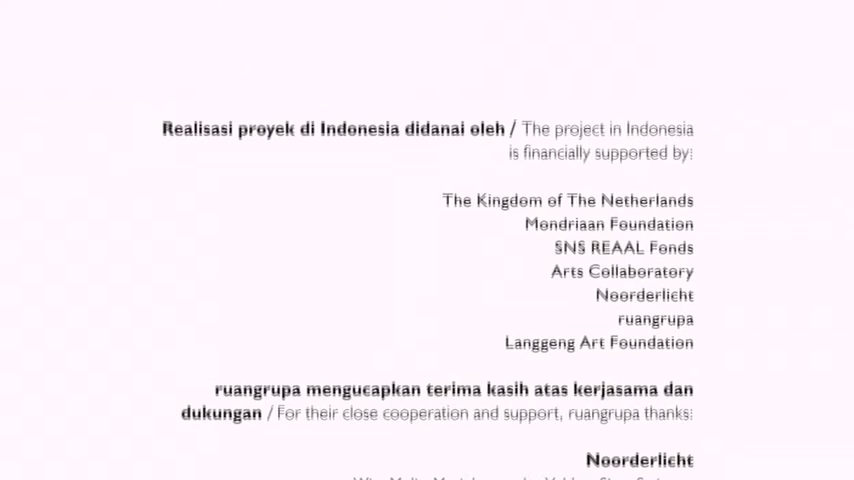 Realisasi proyek di Indonesia didanai oleh / The project in Indonesia
is financially supported by:
The Kingdom of The Netherlands
Mondriaan Foundation
SNS REAAL Fonds
Arts Collaboratory
Noorderlicht
ruangrupa
Langgeng Art Foundation
ruangrupa mengucapkan terima kasih atas kerjasama dan
dukungan / For their close cooperation and support, ruangrupa thanks:
Noorderlicht